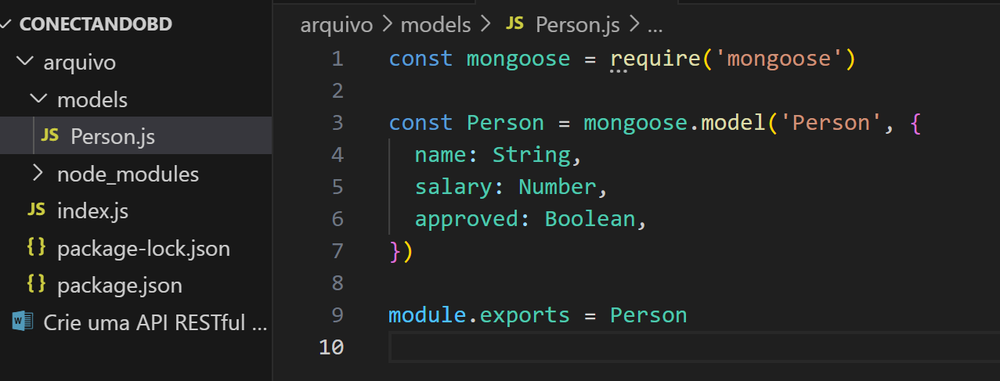 CONECTANDOBD
arquivo
models
JS Person.js
node_modules
JS index.js
{} package-lock.json
{} package.json
W Crie uma API RESTful ...
arquivo > models > JS Person.js > ...
1 const mongoose = require('mongoose')
2
3 const Person = mongoose.model('Person', {
4   name: String,
5   salary: Number,
6   approved: Boolean,
7 })
8
9 module.exports = Person
10